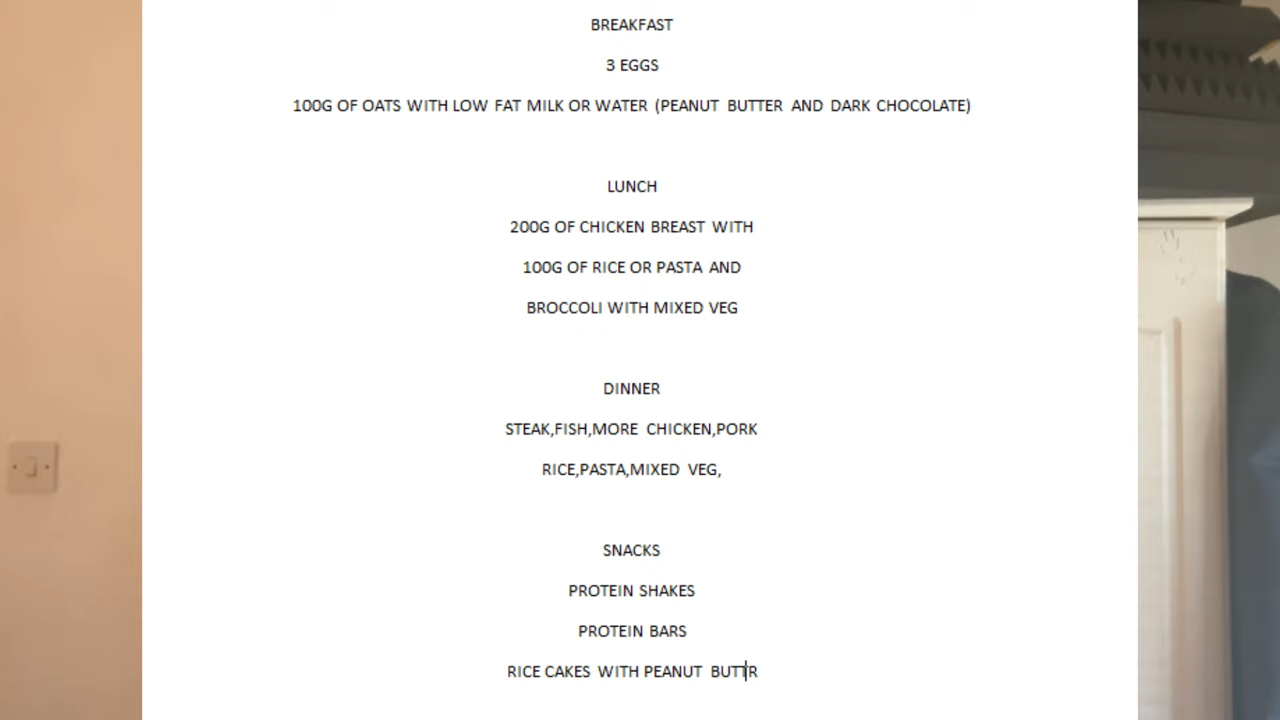 BREAKFAST
3 EGGS
100G OF OATS WITH LOW FAT MILK OR WATER (PEANUT BUTTER AND DARK CHOCOLATE)
LUNCH
200G OF CHICKEN BREAST WITH
100G OF RICE OR PASTA AND
BROCCOLI WITH MIXED VEG
DINNER
STEAK,FISH,MORE CHICKEN,PORK
RICE,PASTA,MIXED VEG,
SNACKS
PROTEIN SHAKES
PROTEIN BARS
RICE CAKES WITH PEANUT BUTTR